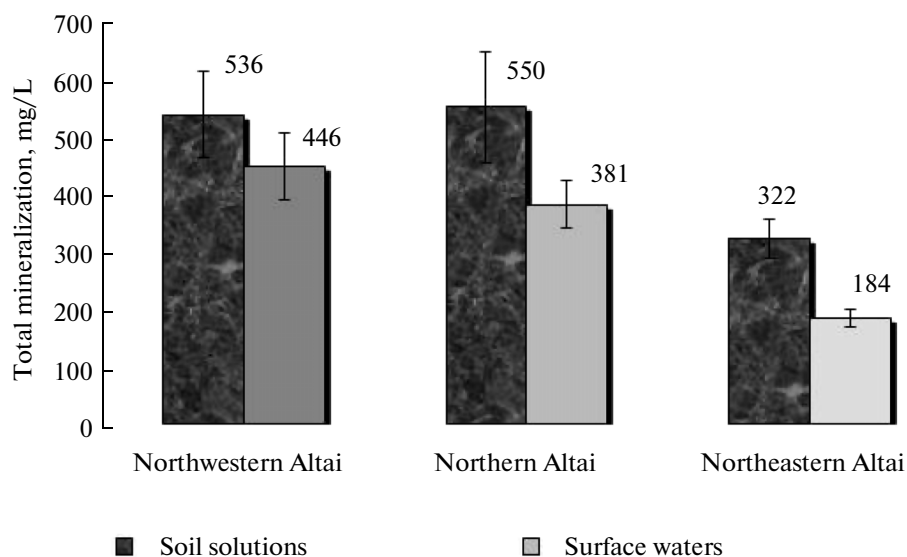 Total mineralization, mg/L
700
600
500
400
300
200
100
0
536
446
550
381
322
184
Northwestern Altai
Northern Altai
Northeastern Altai
Soil solutions
Surface waters